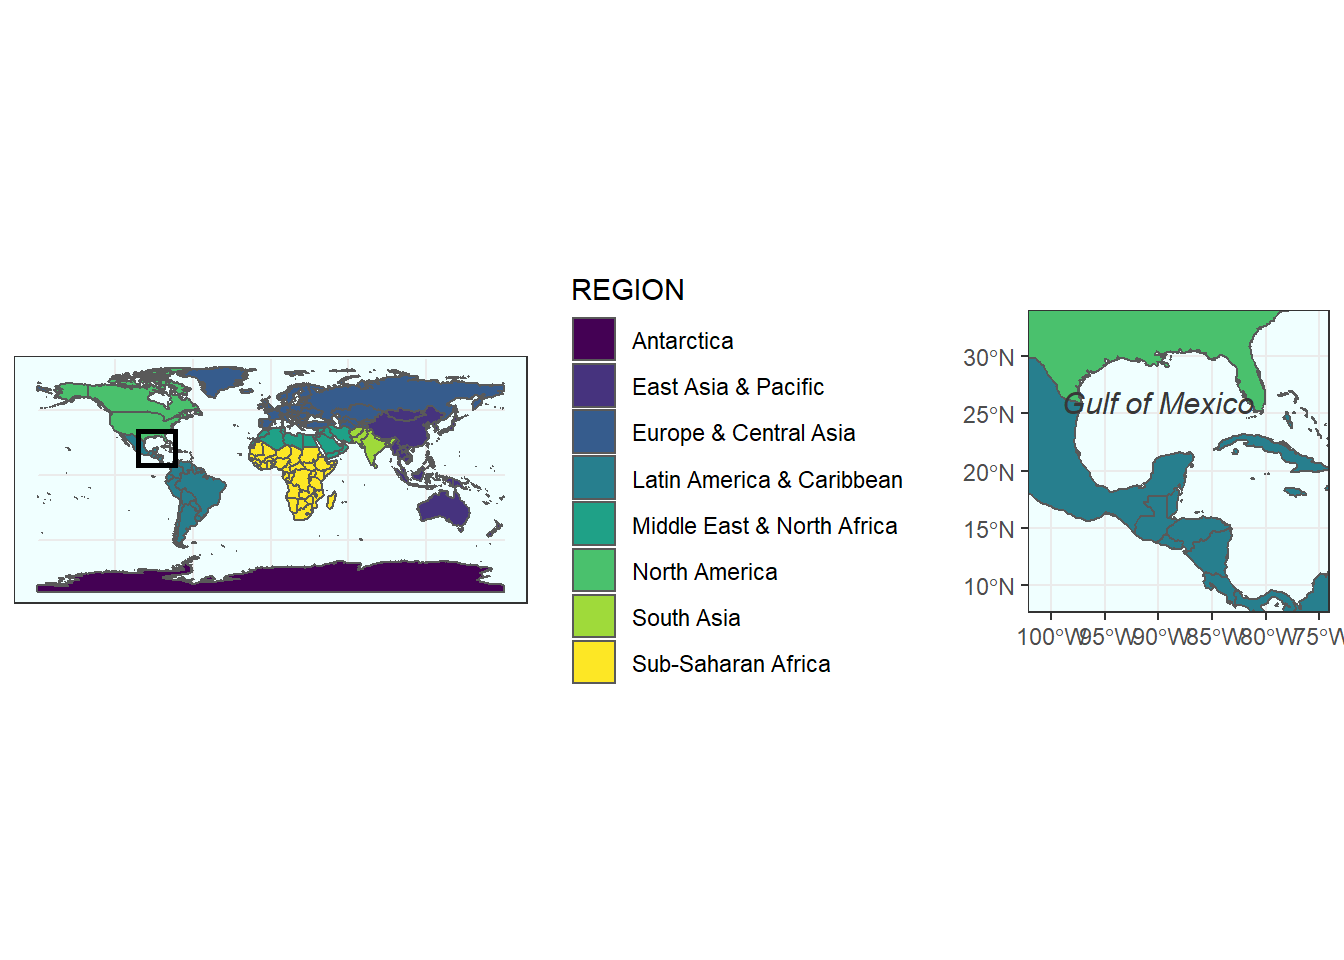 REGION
Antarctica
East Asia & Pacific
Europe & Central Asia
Latin America & Caribbean
Middle East & North Africa
North America
South Asia
Sub-Saharan Africa
30°N
25°N
20°N
15°N
10°N
Gulf of Mexico
100°W 95°W 90°W 85°W 80°W 75°W